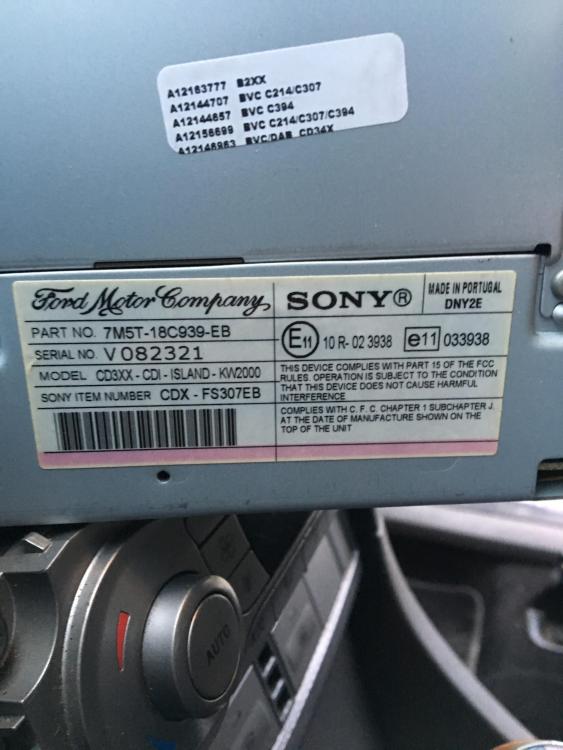 A12163777 B2XX
A12144707 BVC C214/C307
A12144657 BVC C394
A12156699 BVC C214/C307/C394
A12146963 BVC/DAB CD34X
Ford Motor Company
SONY®
MADE IN PORTUGAL
DNY2E
PART NO. 7M5T-18C939-EB
SERIAL NO. V082321
MODEL CD3XX - CDI - ISLAND - KW2000
SONY ITEM NUMBER CDX - FS307EB
E11 10 R- 02 3938 e11 033938
THIS DEVICE COMPLIES WITH PART 15 OF THE FCC
RULES. OPERATION IS SUBJECT TO THE CONDITION
THAT THIS DEVICE DOES NOT CAUSE HARMFUL
INTERFERENCE
COMPLIES WITH C. F. C. CHAPTER 1 SUBCHAPTER J.
AT THE DATE OF MANUFACTURE SHOWN ON THE
TOP OF THE UNIT
AUTO